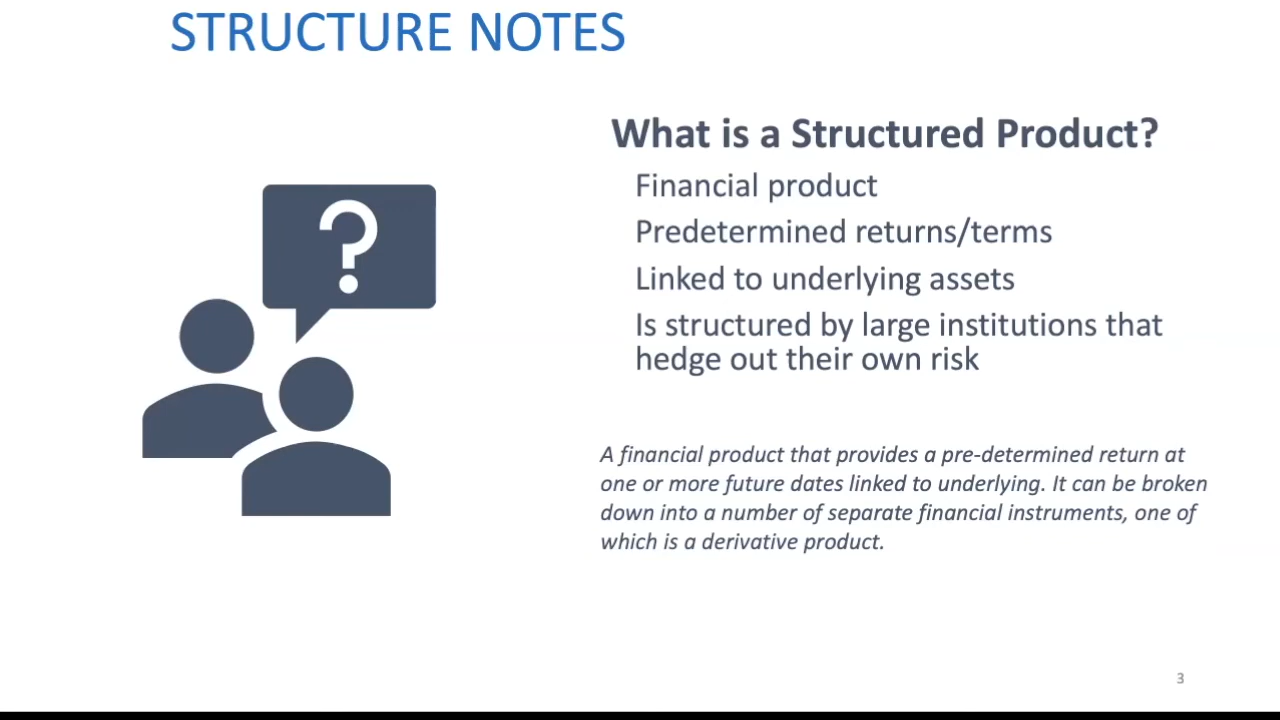 STRUCTURE NOTES
?
What is a Structured Product?
Financial product
Predetermined returns/terms
Linked to underlying assets
Is structured by large institutions that
hedge out their own risk
A financial product that provides a pre-determined return at
one or more future dates linked to underlying. It can be broken
down into a number of separate financial instruments, one of
which is a derivative product.
3